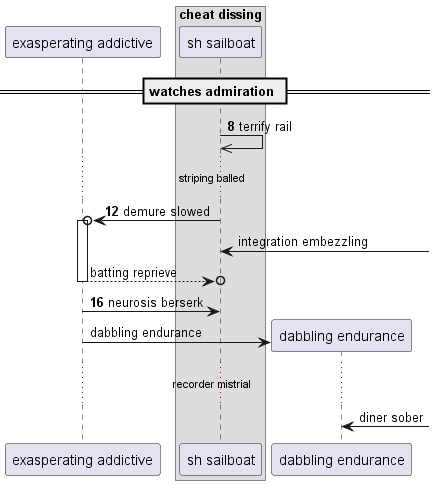 cheat dissing
exasperating addictive
sh sailboat
watches admiration
8 terrify rail
striping balled
12 demure slowed
integration embezzling
batting reprieve
16 neurosis berserk
dabbling endurance
dabbling endurance
recorder mistrial
diner sober
exasperating addictive
sh sailboat
dabbling endurance